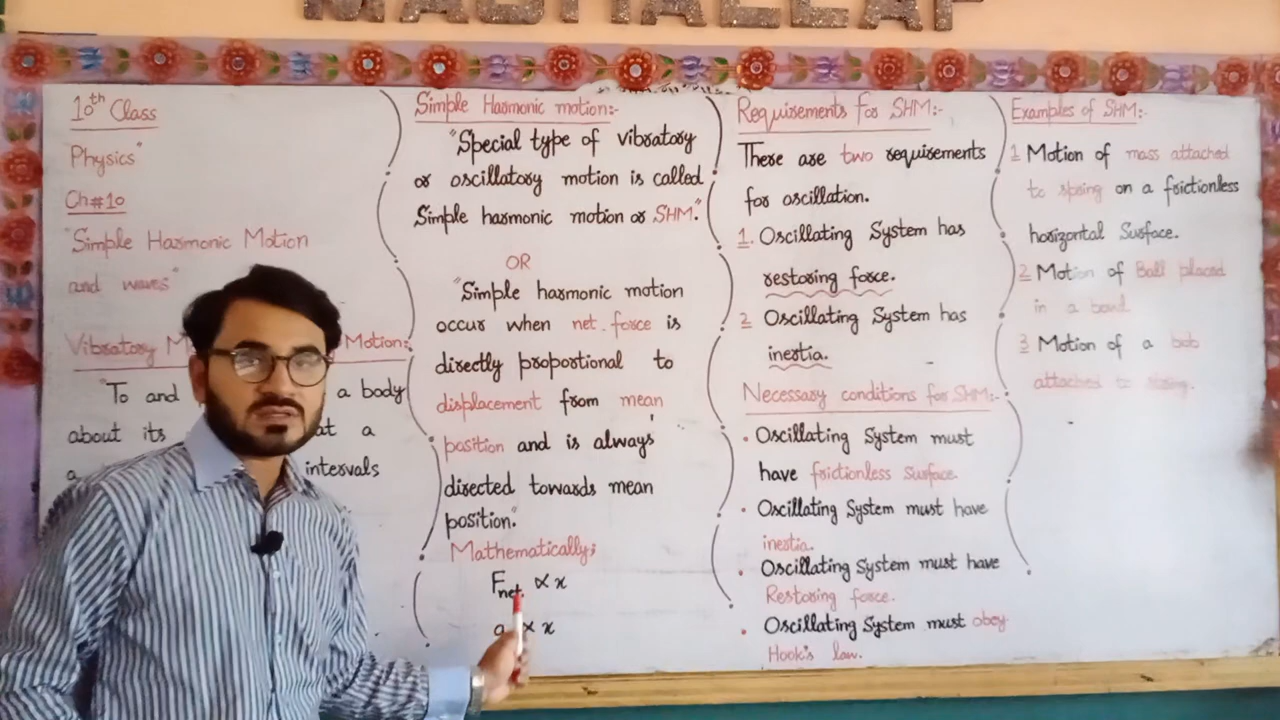 10th Class
Physics"
Ch#10
"Simple Harmonic Motion
and waves"
Vibratory M Motion:
"To and a body
about its at a
a intervals
Simple Harmonic motion:-
"Special type of vibratory
or oscillatory motion is called
Simple harmonic motion or SHM."
OR
"Simple harmonic motion
occur when net force is
directly proportional to
displacement from mean
position and is always
directed towards mean
position."
Mathematically;
Fnet ∝ x
a ∝ x
Requirements for SHM:-
There are two requirements
for oscillation.
1. Oscillating System has
restoring force.
2 Oscillating System has
inertia.
Necessary conditions for SHM:-
• Oscillating System must
have frictionless surface.
• Oscillating System must have
inertia.
• Oscillating System must have
Restoring force.
• Oscillating System must obey
Hook's law.
Examples of SHM:-
1 Motion of mass attached
to spring on a frictionless
horizontal Surface.
2 Motion of Ball placed
in a bowl
3 Motion of a bob
attached to string.